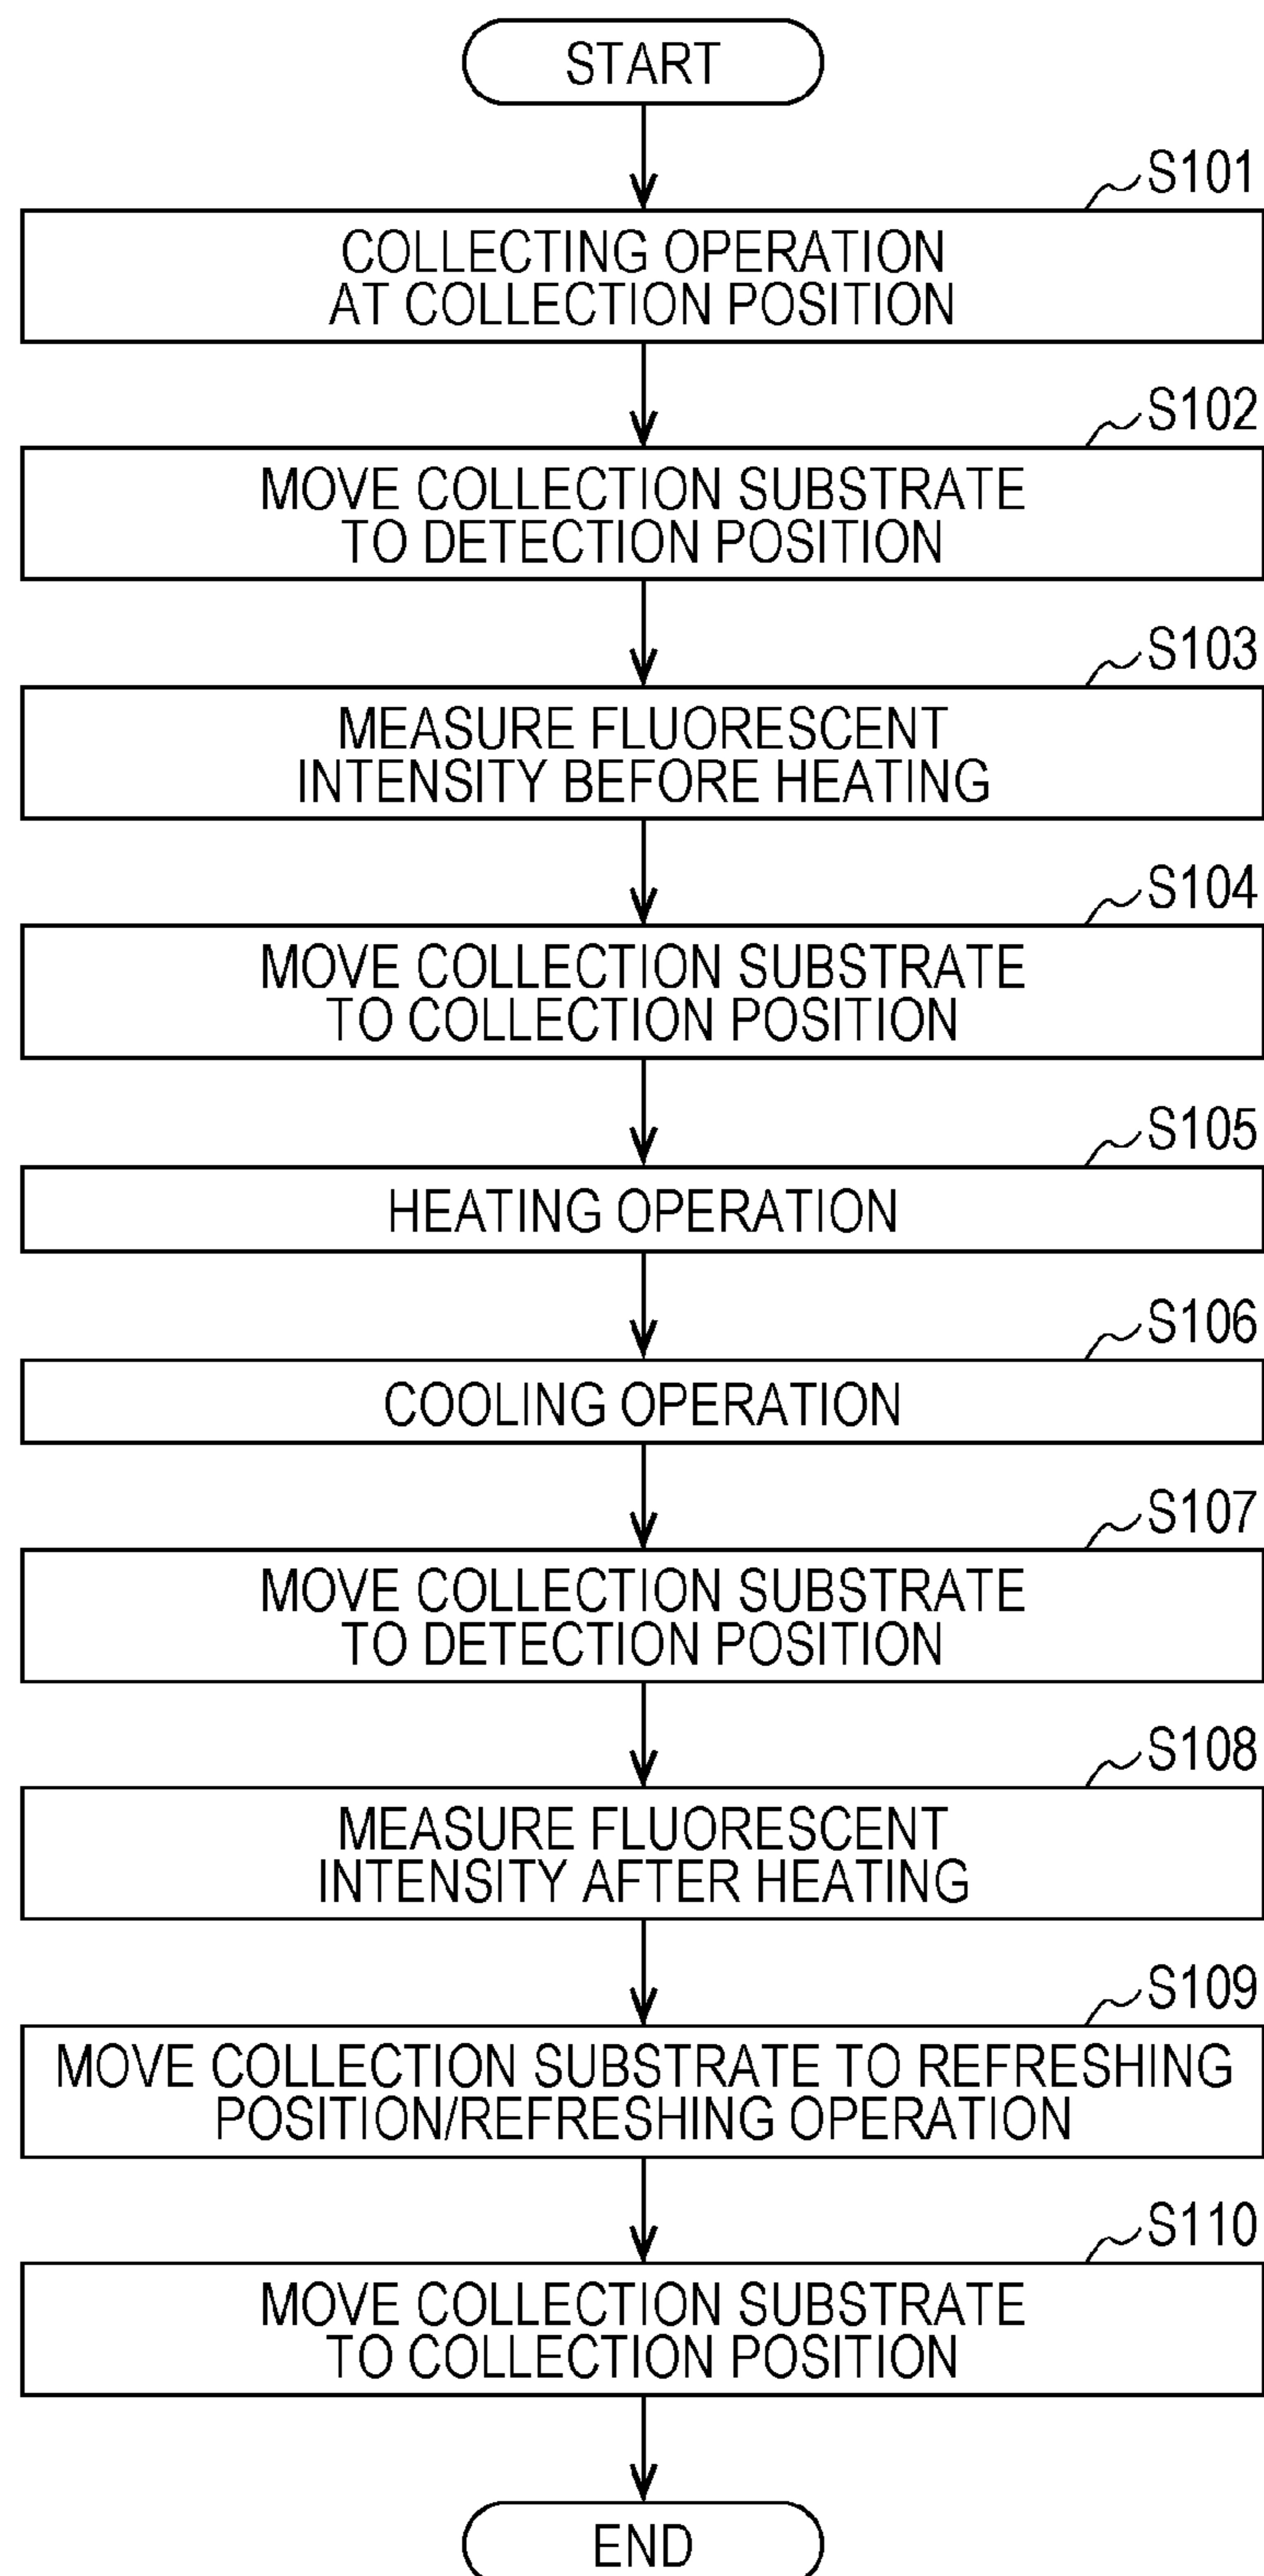 START
S101
COLLECTING OPERATION
AT COLLECTION POSITION
S102
MOVE COLLECTION SUBSTRATE
TO DETECTION POSITION
S103
MEASURE FLUORESCENT
INTENSITY BEFORE HEATING
S104
MOVE COLLECTION SUBSTRATE
TO COLLECTION POSITION
S105
HEATING OPERATION
S106
COOLING OPERATION
S107
MOVE COLLECTION SUBSTRATE
TO DETECTION POSITION
S108
MEASURE FLUORESCENT
INTENSITY AFTER HEATING
S109
MOVE COLLECTION SUBSTRATE TO REFRESHING
POSITION/REFRESHING OPERATION
S110
MOVE COLLECTION SUBSTRATE
TO COLLECTION POSITION
END